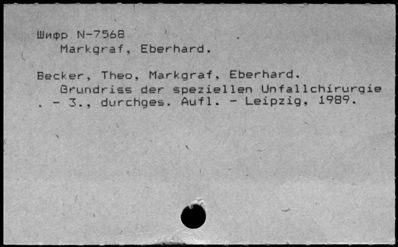 Шифр N-7568
Markgraf, Eberhard.
Becker, Theo, Markgraf, Eberhard.
Grundriss der speziellen Unfallchirurgie
. - 3., durchges. Aufl. - Leipzig, 1989.